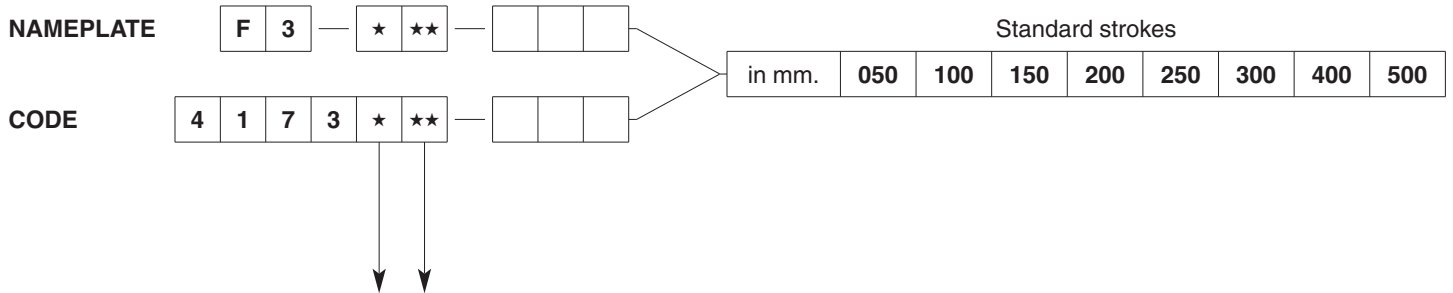 NAMEPLATE F 3 — ★ ★★ —
Standard strokes
in mm. 050 100 150 200 250 300 400 500
CODE 4 1 7 3 ★ ★★ —